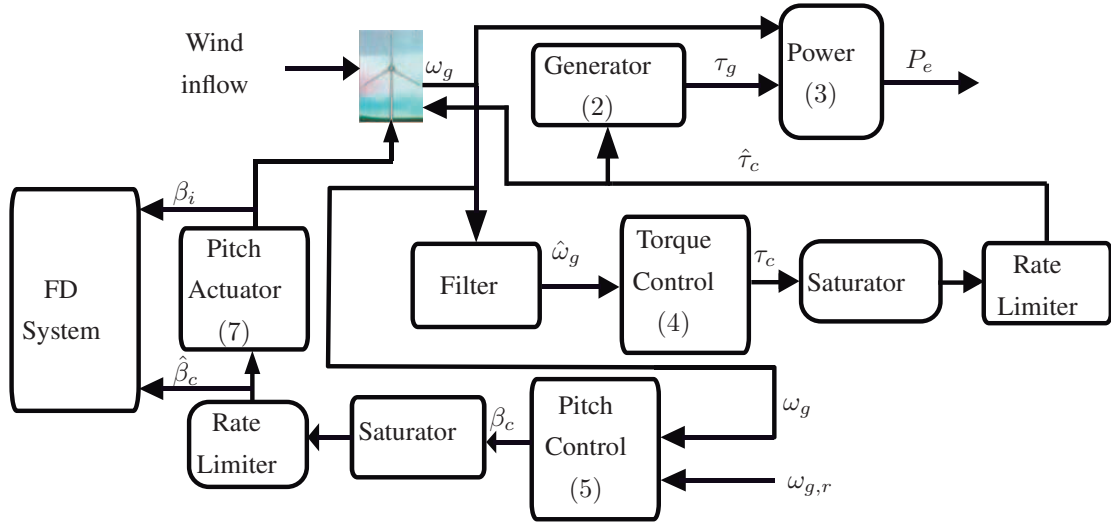 Wind
inflow
ω_g
Generator
(2)
τ_g
Power
(3)
P_e
τ̂_c
β_i
FD
System
Pitch
Actuator
(7)
β̂_c
Filter
ω̂_g
Torque
Control
(4)
τ_c
Saturator
Rate
Limiter
Rate
Limiter
Saturator
β_c
Pitch
Control
(5)
ω_g
ω_{g,r}